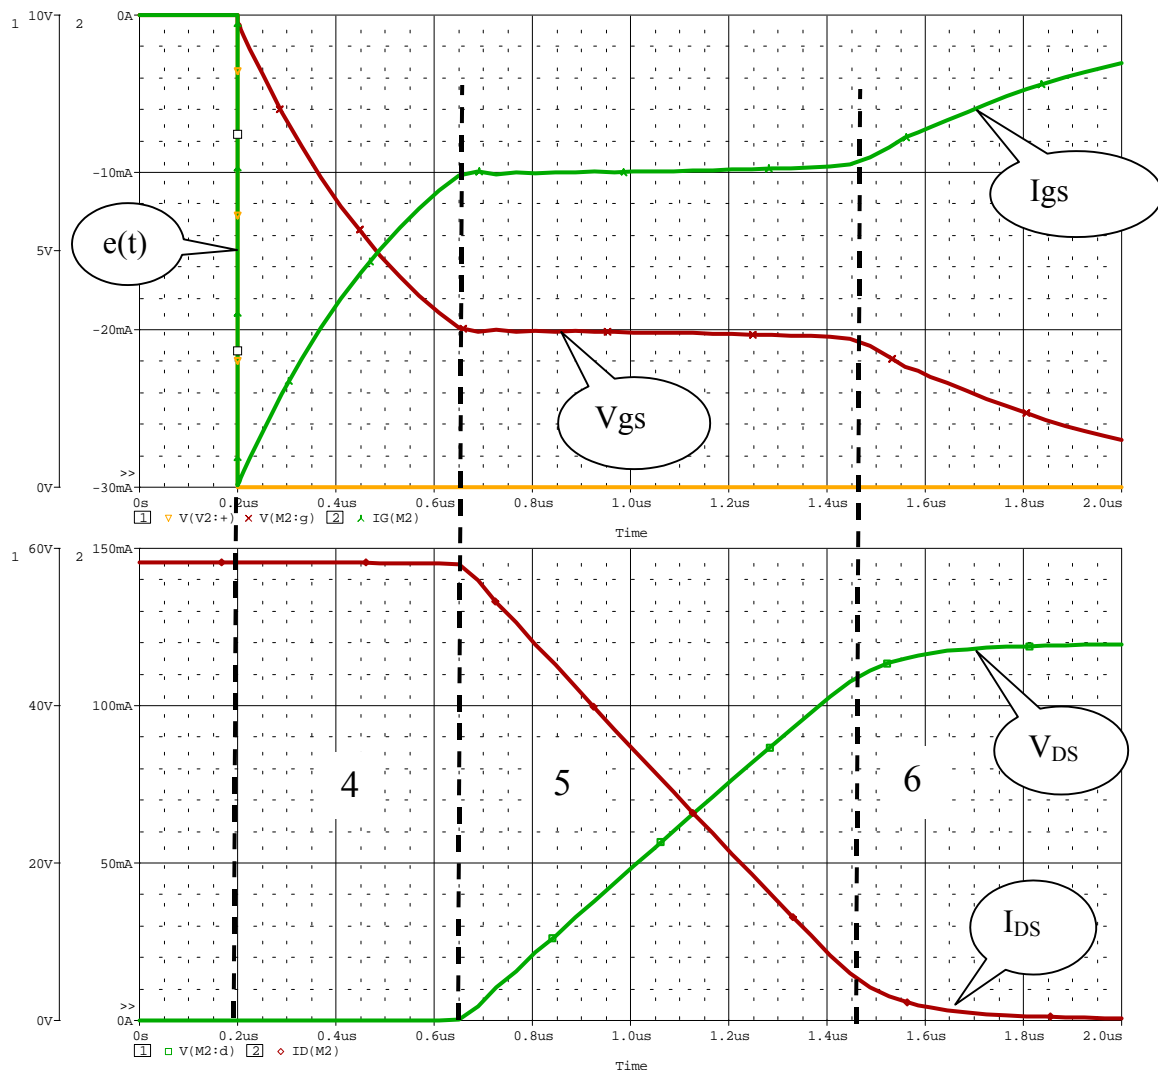 1 10V 2 0A
-10mA
Igs
e(t)
5V
-20mA
Vgs
>>
0V -30mA
0s 0.2us 0.4us 0.6us 0.8us 1.0us 1.2us 1.4us 1.6us 1.8us 2.0us
1 V(V2:+) V(M2:g) 2 IG(M2)
Time
1 60V 2 150mA
40V 100mA
VDS
4 5 6
20V 50mA
IDS
>>
0V 0A
0s 0.2us 0.4us 0.6us 0.8us 1.0us 1.2us 1.4us 1.6us 1.8us 2.0us
1 V(M2:d) 2 ID(M2)
Time